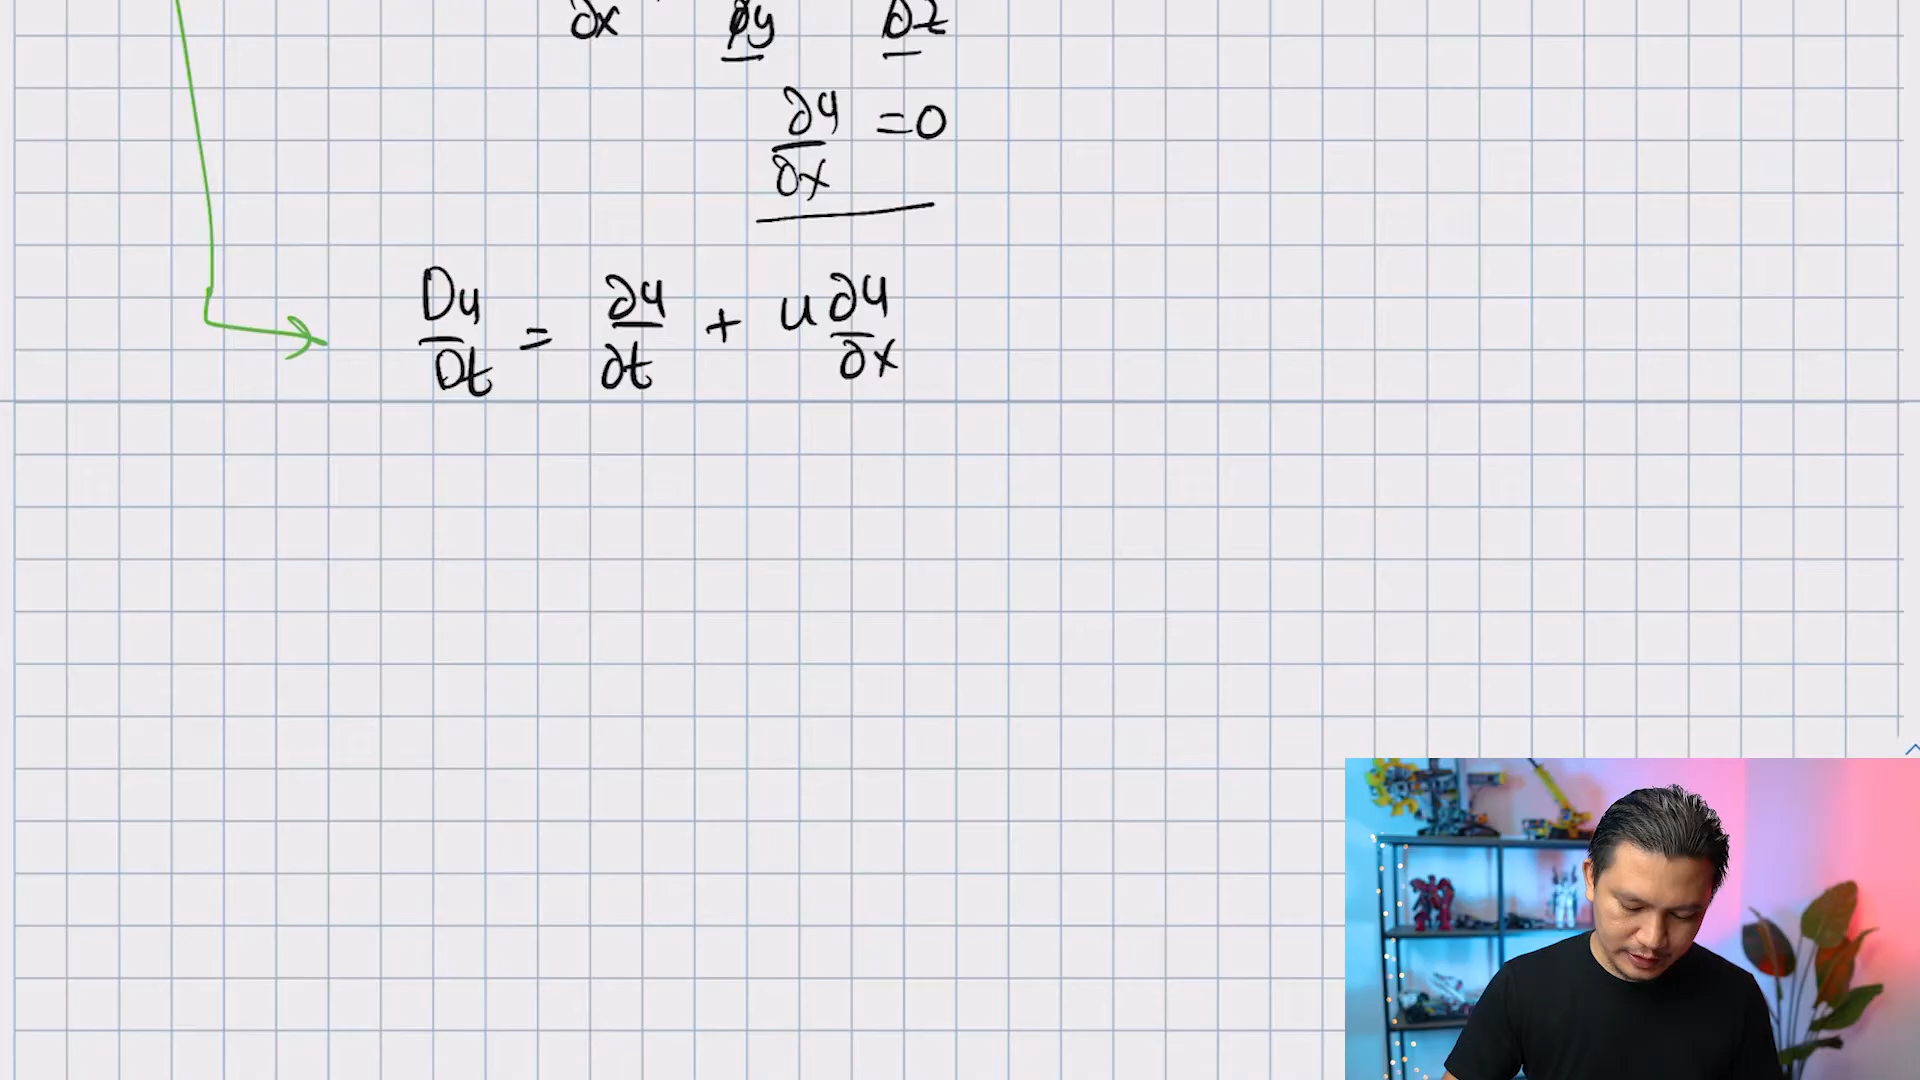 ∂x ∂y ∂z
∂u/∂x = 0
Du/Dt = ∂u/∂t + u ∂u/∂x